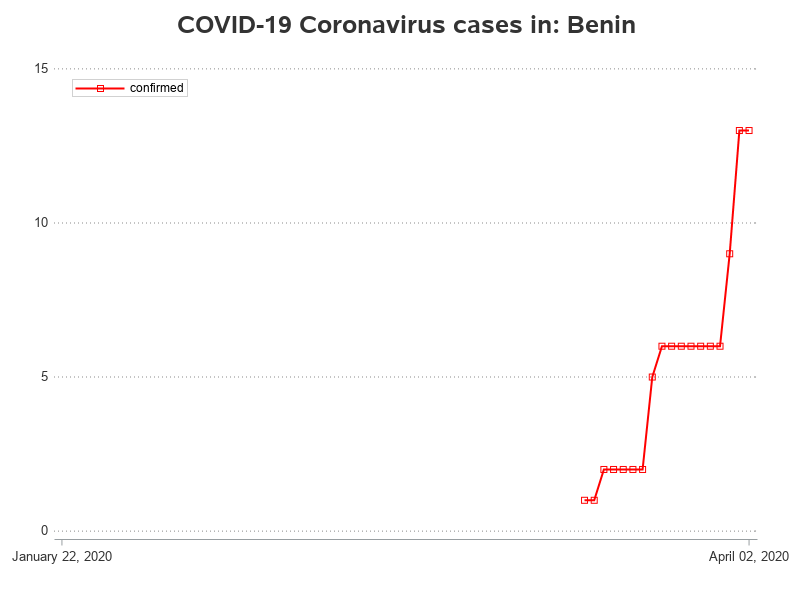 COVID-19 Coronavirus cases in: Benin
15
confirmed
10
5
0
January 22, 2020
April 02, 2020